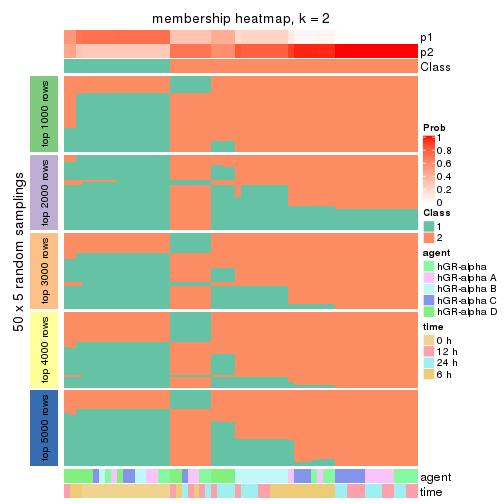 membership heatmap, k = 2
p1
p2
Class
50 x 5 random samplings
top 1000 rows
top 2000 rows
top 3000 rows
top 4000 rows
top 5000 rows
agent
time
Prob
1
0.8
0.6
0.4
0.2
0
Class
1
2
agent
hGR-alpha
hGR-alpha A
hGR-alpha B
hGR-alpha C
hGR-alpha D
time
0 h
12 h
24 h
6 h